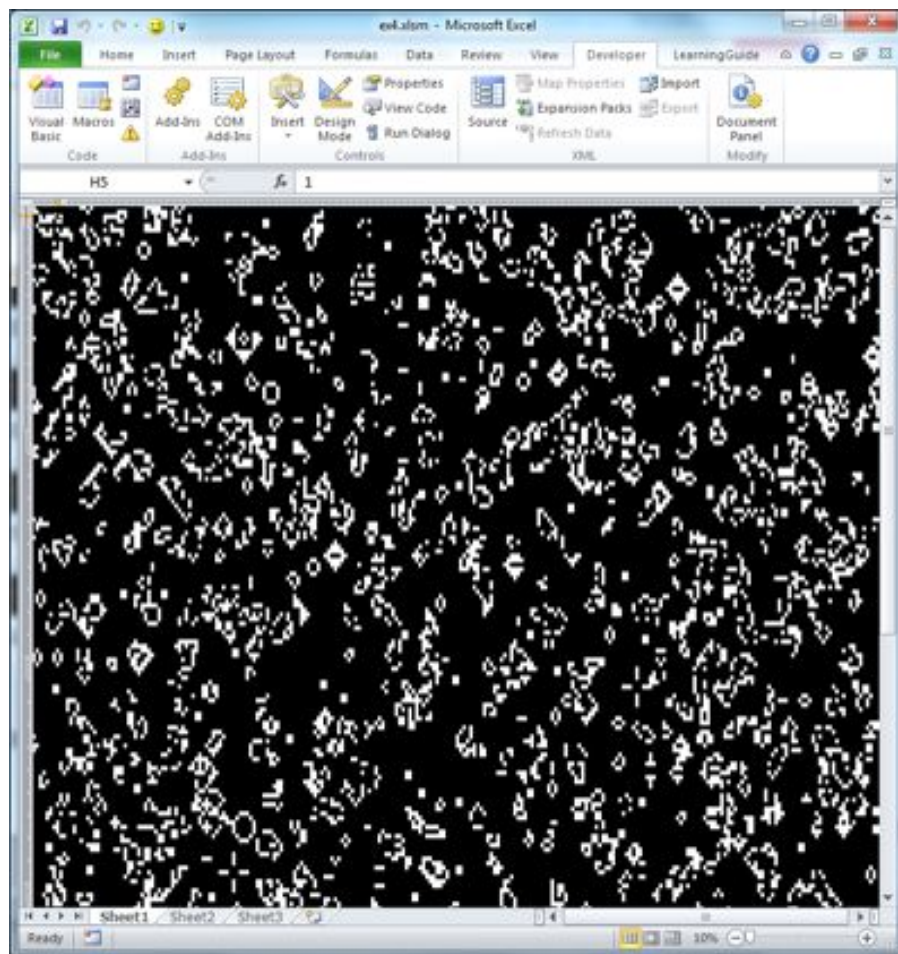 ex4.xlsm - Microsoft Excel
File Home Insert Page Layout Formulas Data Review View Developer LearningGuide
Visual Basic Macros Add-Ins COM Add-Ins Insert Design Mode Properties View Code Run Dialog Source Map Properties Expansion Packs Refresh Data Import Export Document Panel
Code Add-Ins Controls XML Modify
H5 fx 1
Sheet1 Sheet2 Sheet3
Ready 10%